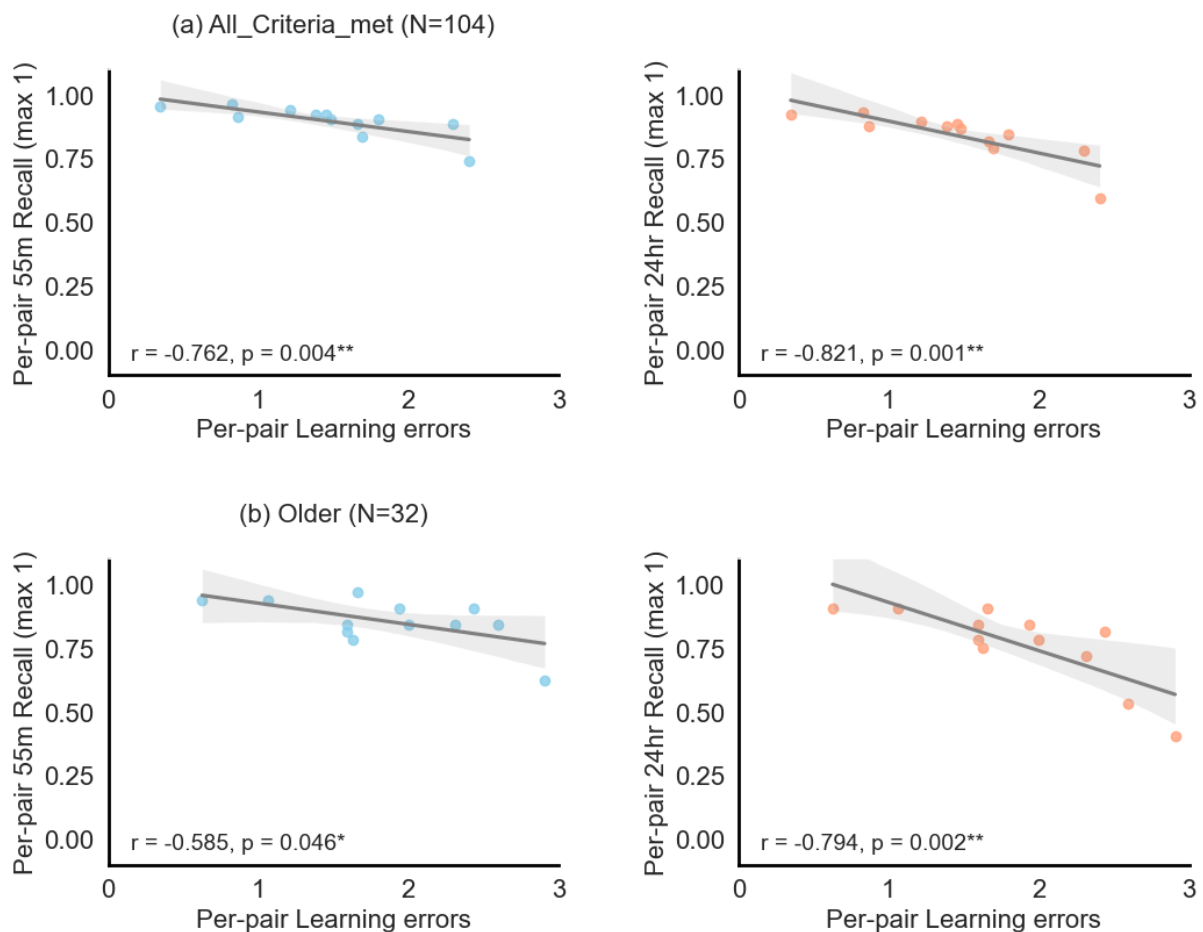 (a) All_Criteria_met (N=104)
Per-pair 55m Recall (max 1)
1.00
0.75
0.50
0.25
0.00
r = -0.762, p = 0.004**
0 1 2 3
Per-pair Learning errors
Per-pair 24hr Recall (max 1)
1.00
0.75
0.50
0.25
0.00
r = -0.821, p = 0.001**
0 1 2 3
Per-pair Learning errors
(b) Older (N=32)
Per-pair 55m Recall (max 1)
1.00
0.75
0.50
0.25
0.00
r = -0.585, p = 0.046*
0 1 2 3
Per-pair Learning errors
Per-pair 24hr Recall (max 1)
1.00
0.75
0.50
0.25
0.00
r = -0.794, p = 0.002**
0 1 2 3
Per-pair Learning errors